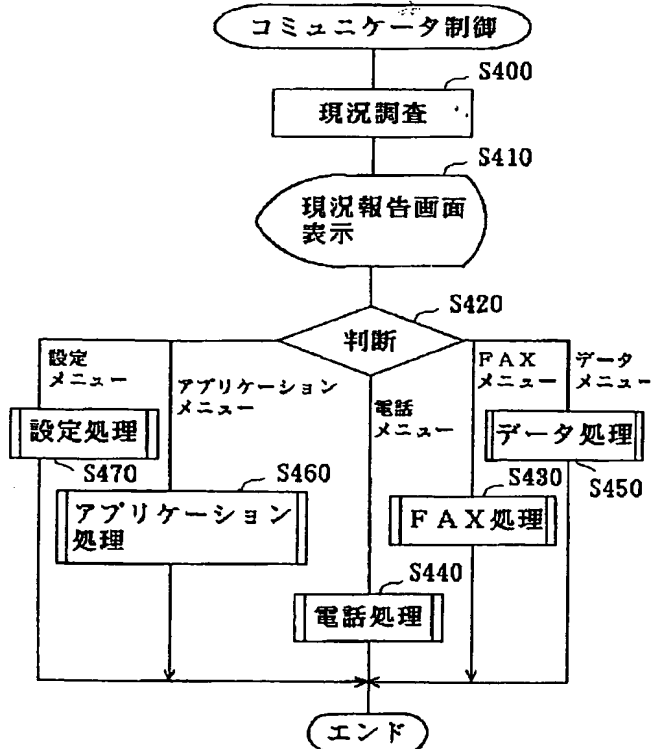 コミュニケータ制御
S400
現況調査
S410
現況報告画面
表示
S420
判断
設定
メニュー
アプリケーション
メニュー
電話
メニュー
FAX
メニュー
データ
メニュー
設定処理
S470
データ処理
S450
S460
アプリケーション
処理
S430
FAX処理
S440
電話処理
エンド